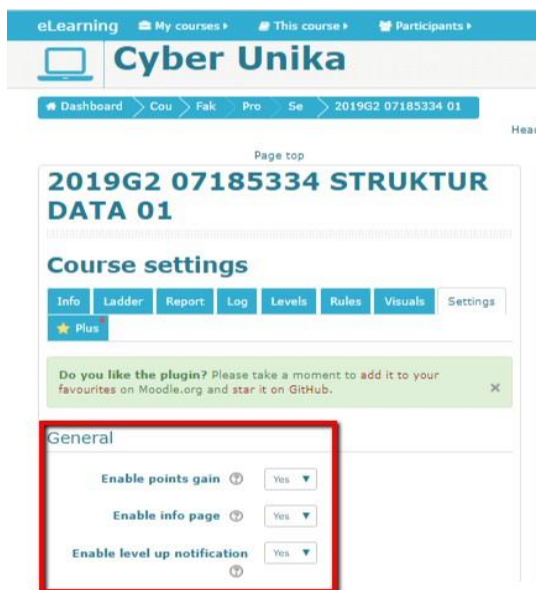 eLearning My courses This course Participants
Cyber Unika
Dashboard Cou Fak Pro Se 2019G2 07185334 01
Hea
Page top
2019G2 07185334 STRUKTUR
DATA 01
Course settings
Info Ladder Report Log Levels Rules Visuals Settings
Plus
Do you like the plugin? Please take a moment to add it to your
favourites on Moodle.org and star it on GitHub. ×
General
Enable points gain ? Yes
Enable info page ? Yes
Enable level up notification Yes
?